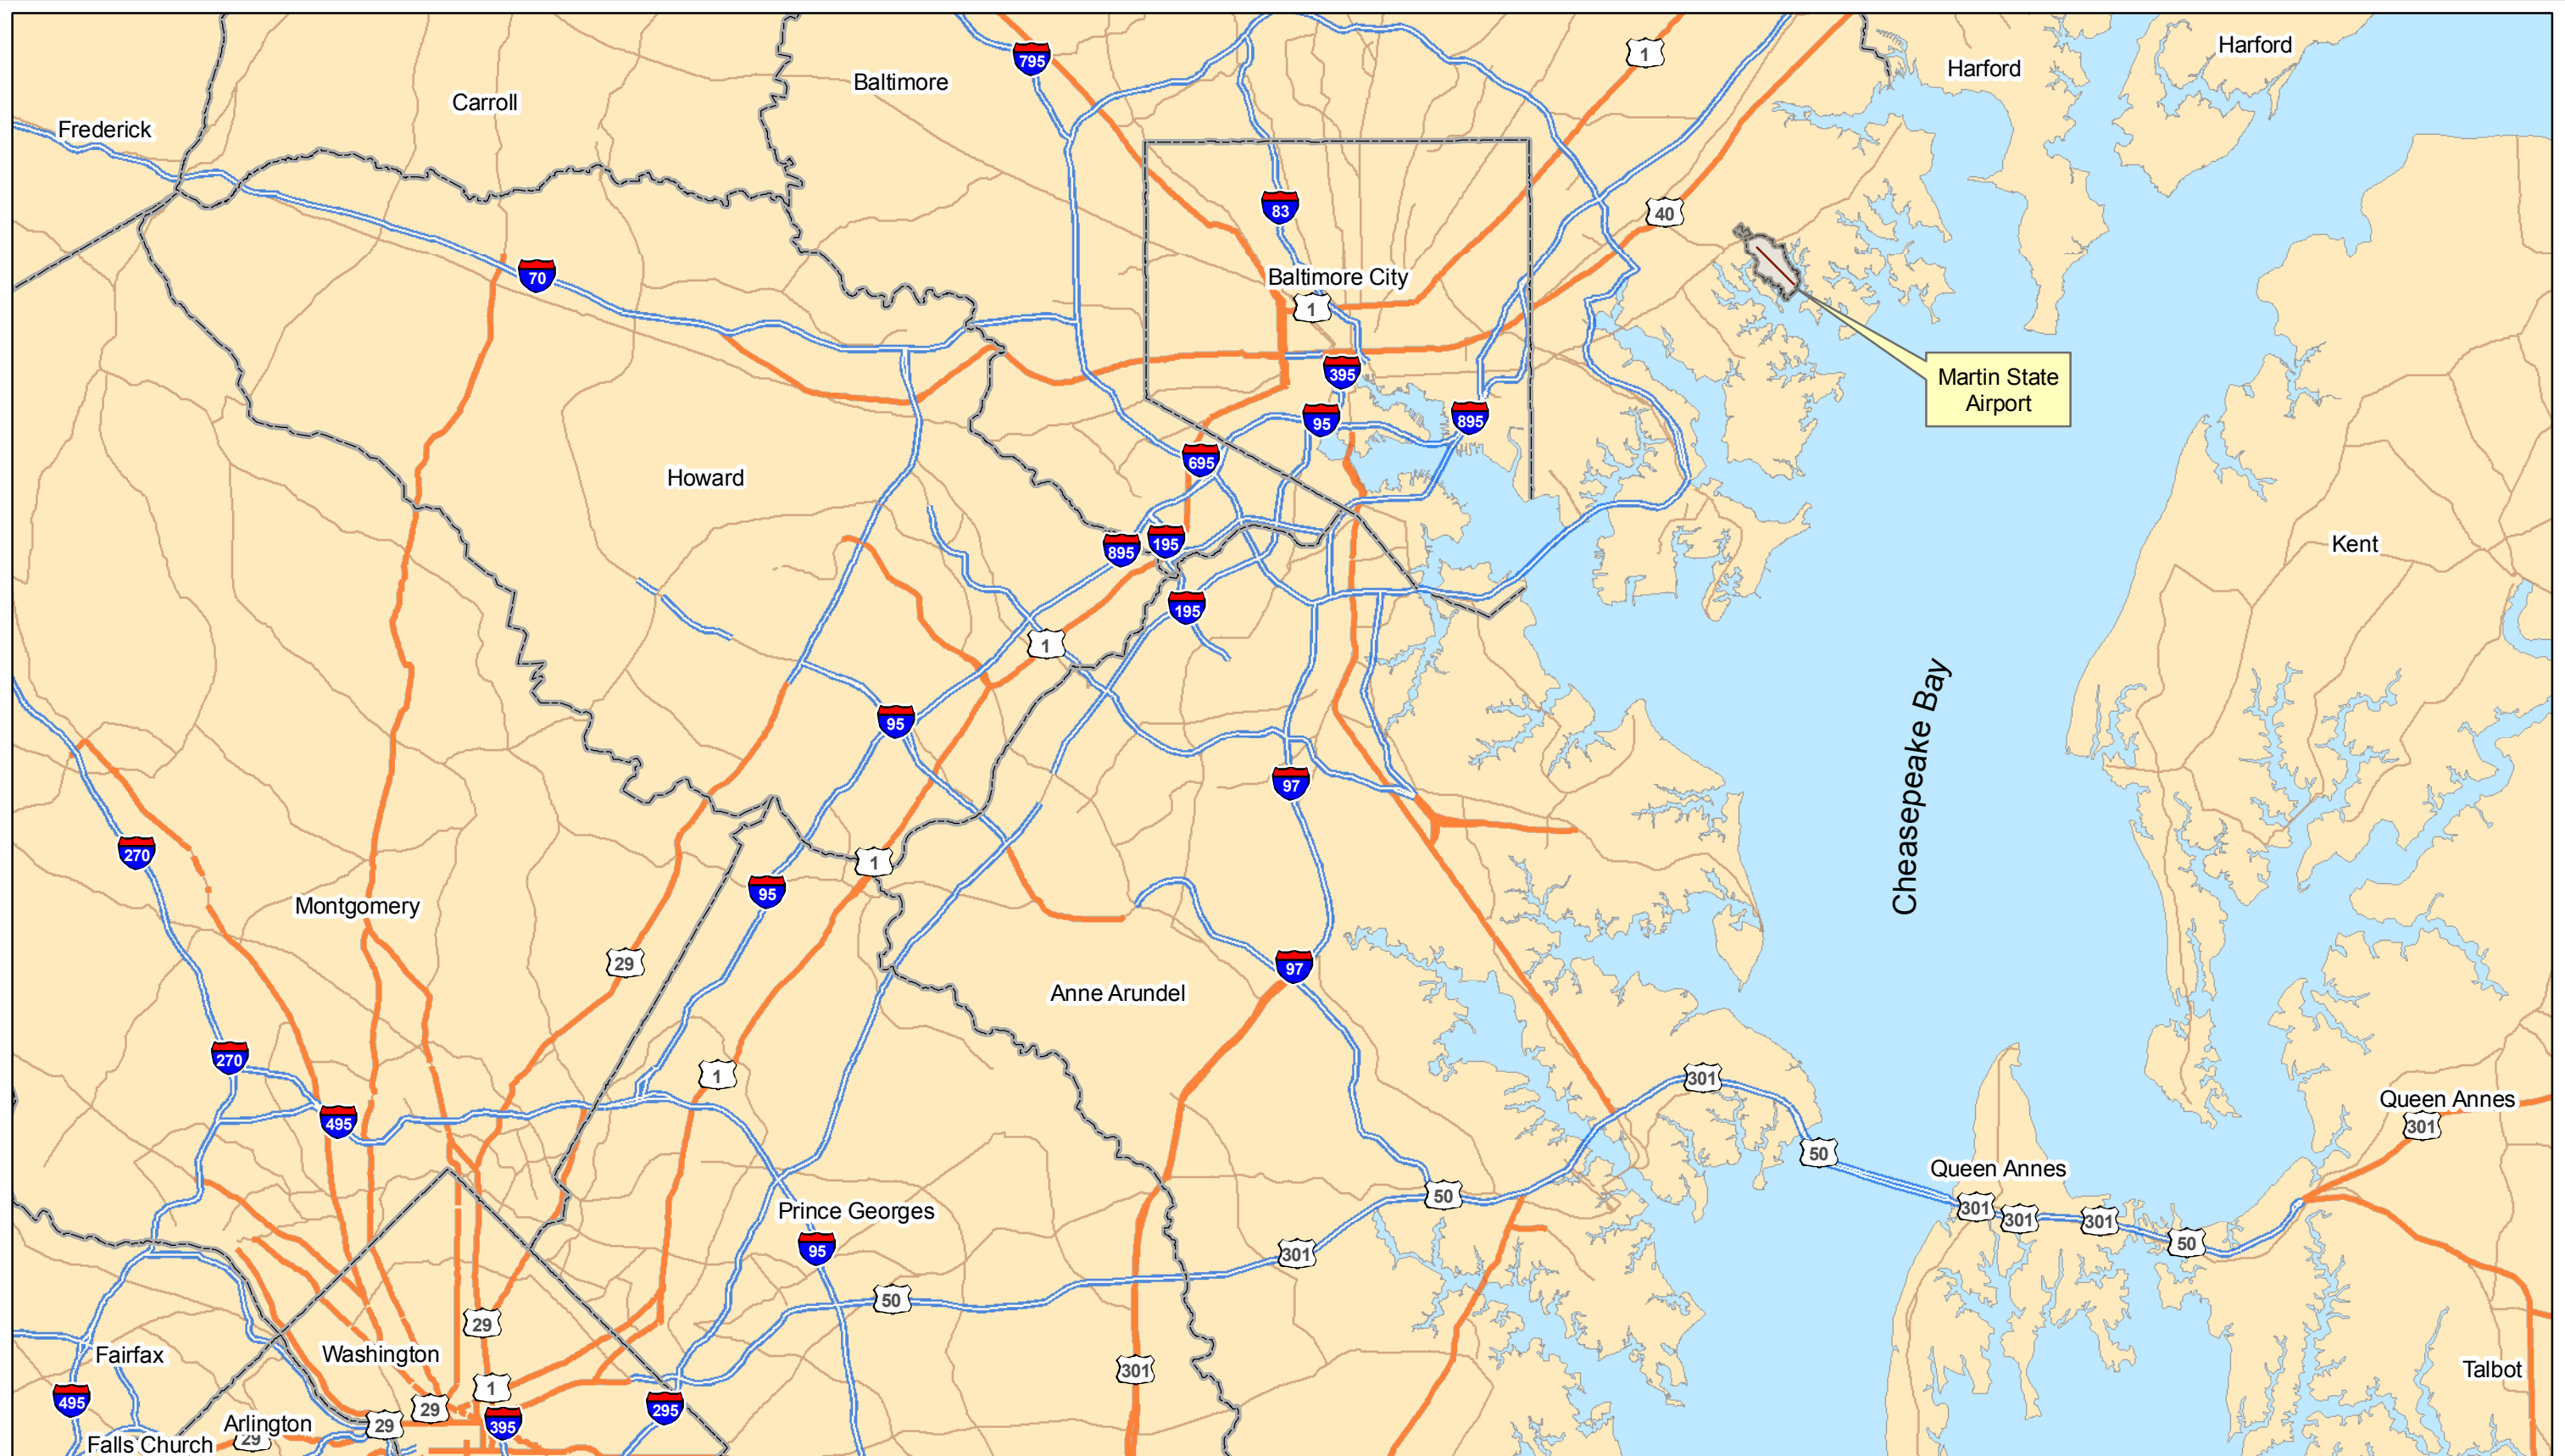 Harford
795
1
Harford
Baltimore
Carroll
Frederick
83
40
70
Baltimore City
1
395
Martin State
Airport
95
895
695
Howard
895
195
Kent
195
1
95
Cheasepeake Bay
97
270
1
95
Montgomery
29
97
Anne Arundel
270
1
301
495
Queen Annes
301
50
Queen Annes
50
301
301
301
50
Prince Georges
95
301
50
29
Fairfax
Washington
301
Talbot
495
1
29
295
Arlington
29
395
29
Falls Church